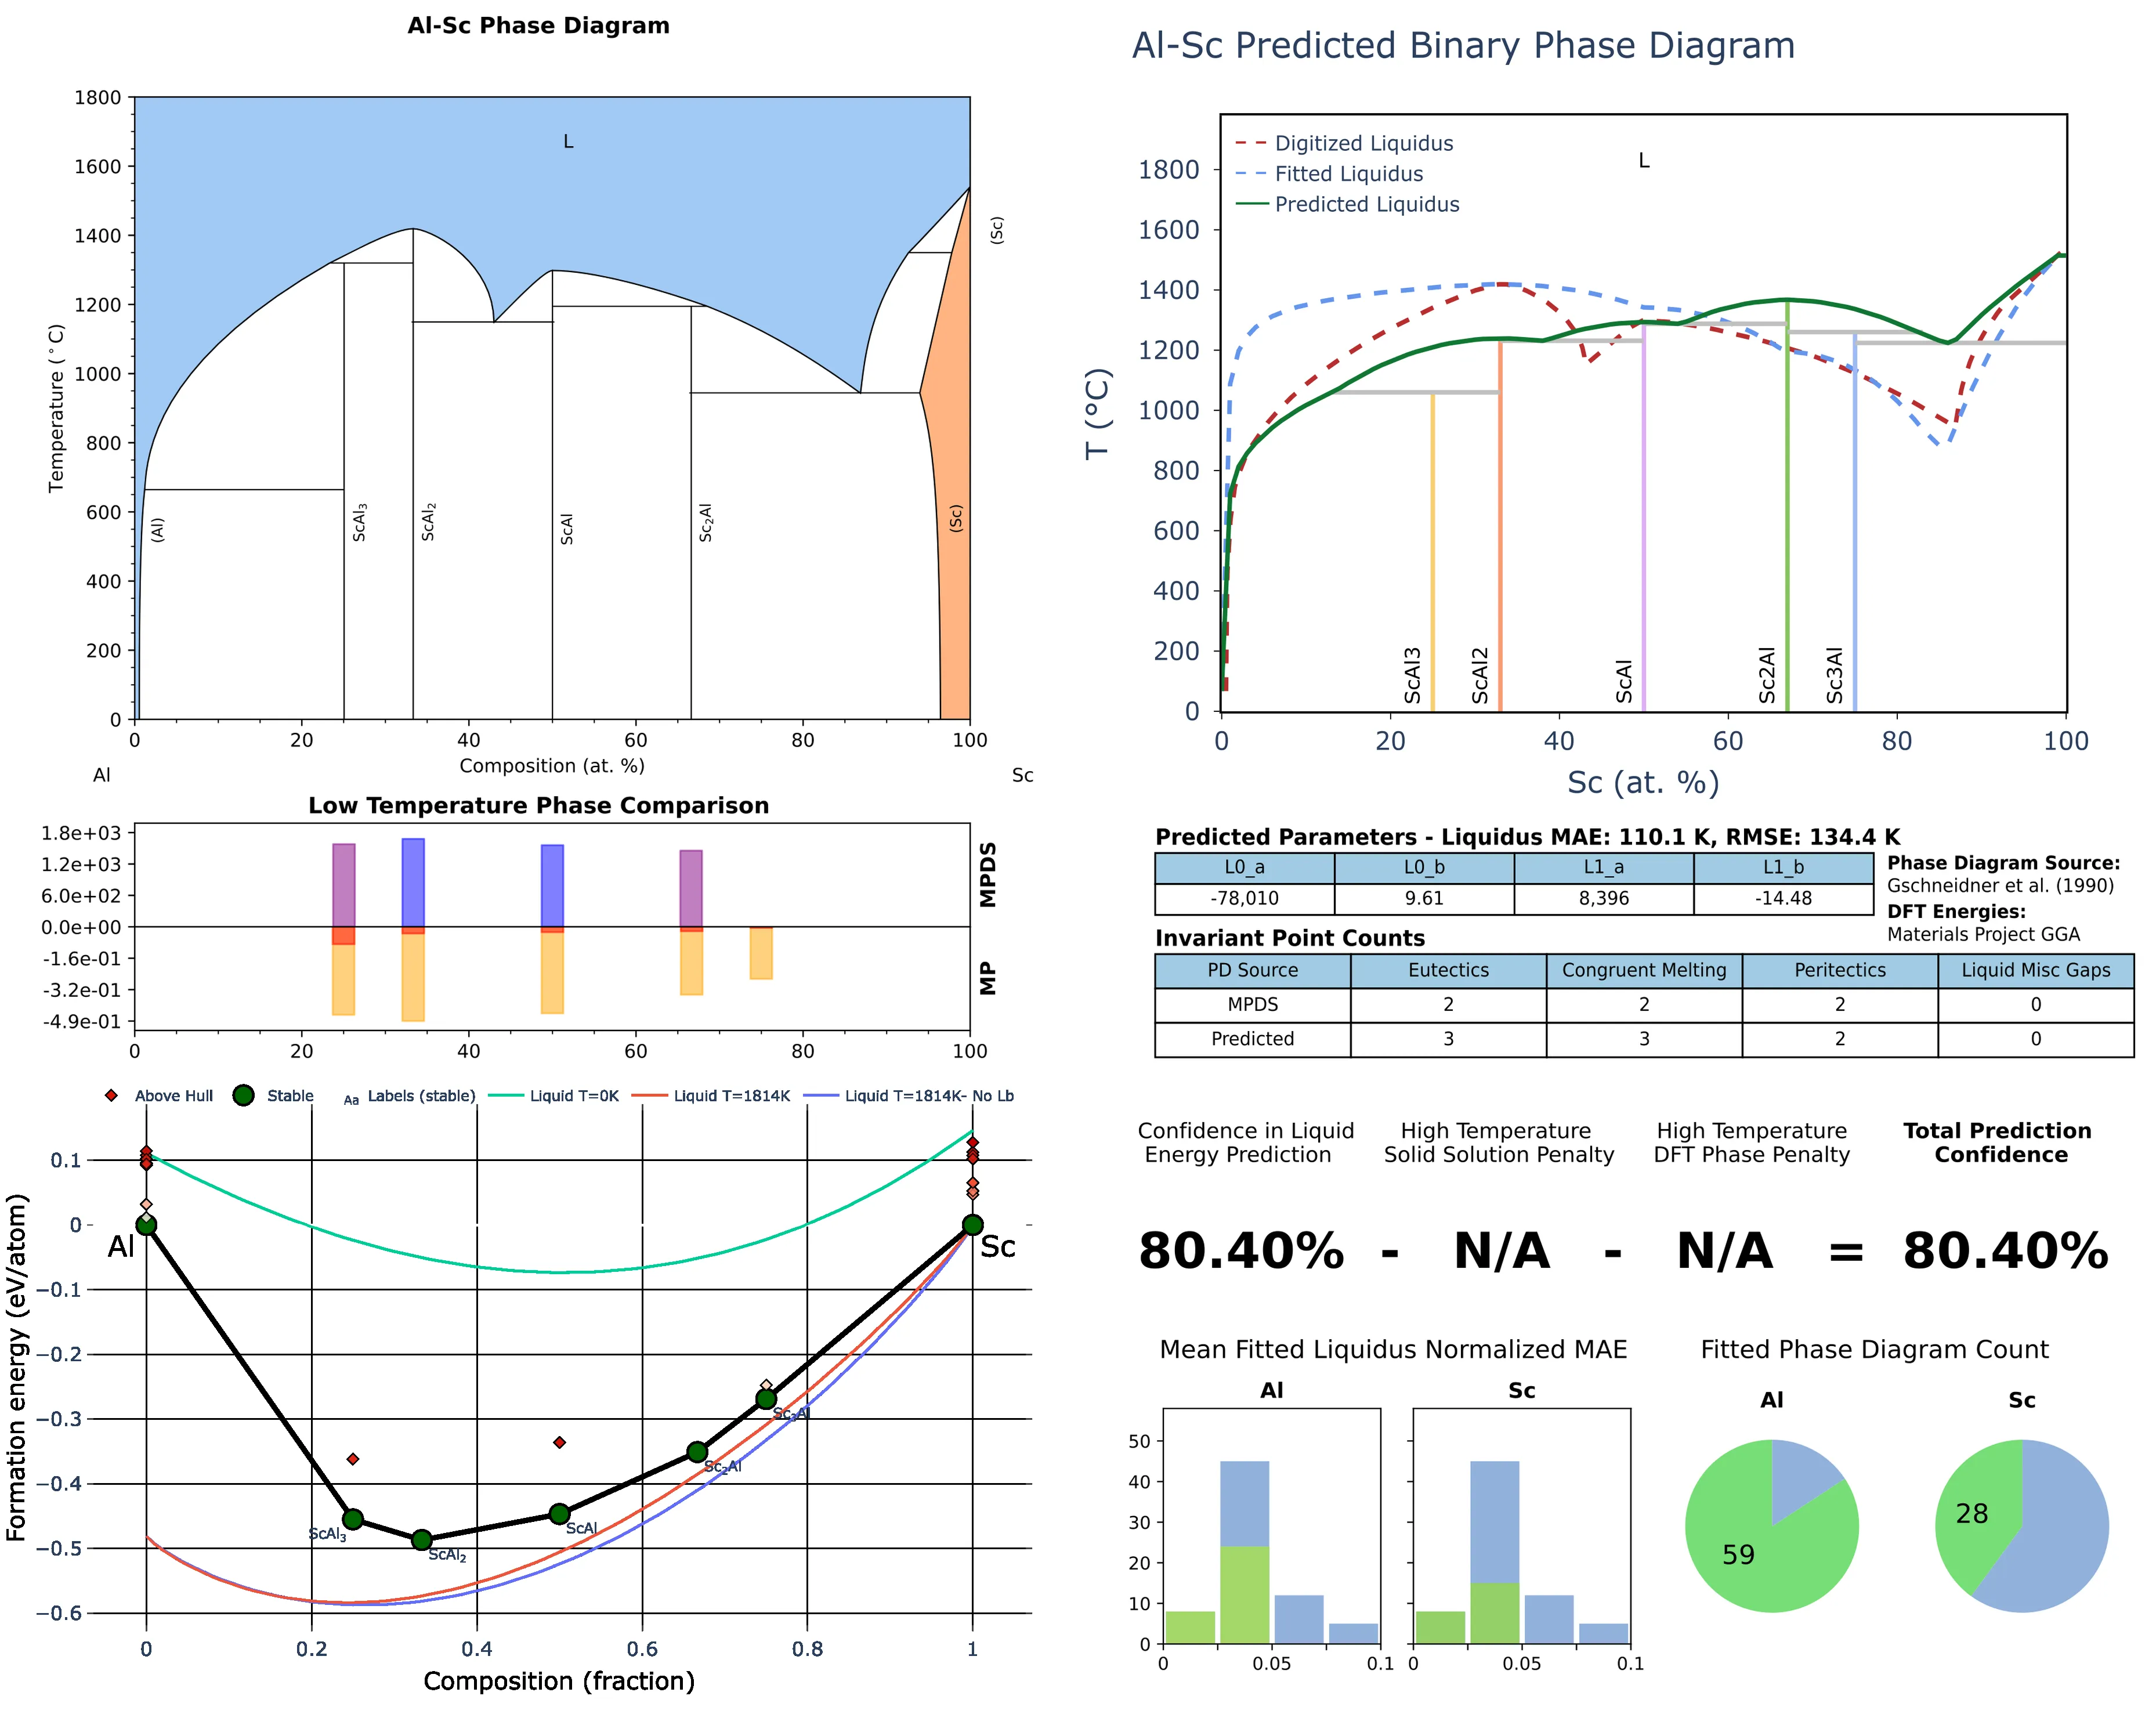 Al-Sc Phase Diagram
1800
1600
1400
1200
1000
800
600
400
200
0
Temperature (°C)
L
(Al)
ScAl3
ScAl2
ScAl
Sc2Al
(Sc)
(Sc)
0 20 40 60 80 100
Composition (at. %)
Al Sc
Low Temperature Phase Comparison
1.8e+03
1.2e+03
6.0e+02
0.0e+00
-1.6e-01
-3.2e-01
-4.9e-01
MPDS
MP
0 20 40 60 80 100
Above Hull Stable Aa Labels (stable) Liquid T=0K Liquid T=1814K Liquid T=1814K- No Lb
0.1
0
−0.1
−0.2
−0.3
−0.4
−0.5
−0.6
Formation energy (eV/atom)
Al
Sc
ScAl3
ScAl2
ScAl
Sc2Al
Sc3Al
0 0.2 0.4 0.6 0.8 1
Composition (fraction)
Al-Sc Predicted Binary Phase Diagram
Digitized Liquidus
Fitted Liquidus
Predicted Liquidus
L
1800
1600
1400
1200
1000
800
600
400
200
0
T (°C)
ScAl3
ScAl2
ScAl
Sc2Al
Sc3Al
0 20 40 60 80 100
Sc (at. %)
Predicted Parameters - Liquidus MAE: 110.1 K, RMSE: 134.4 K
L0_a L0_b L1_a L1_b
-78,010 9.61 8,396 -14.48
Phase Diagram Source:
Gschneidner et al. (1990)
DFT Energies:
Materials Project GGA
Invariant Point Counts
PD Source Eutectics Congruent Melting Peritectics Liquid Misc Gaps
MPDS 2 2 2 0
Predicted 3 3 2 0
Confidence in Liquid
Energy Prediction
High Temperature
Solid Solution Penalty
High Temperature
DFT Phase Penalty
Total Prediction
Confidence
80.40% - N/A - N/A = 80.40%
Mean Fitted Liquidus Normalized MAE
Al Sc
50
40
30
20
10
0
0 0.05 0.1
0 0.05 0.1
Fitted Phase Diagram Count
Al Sc
59
28